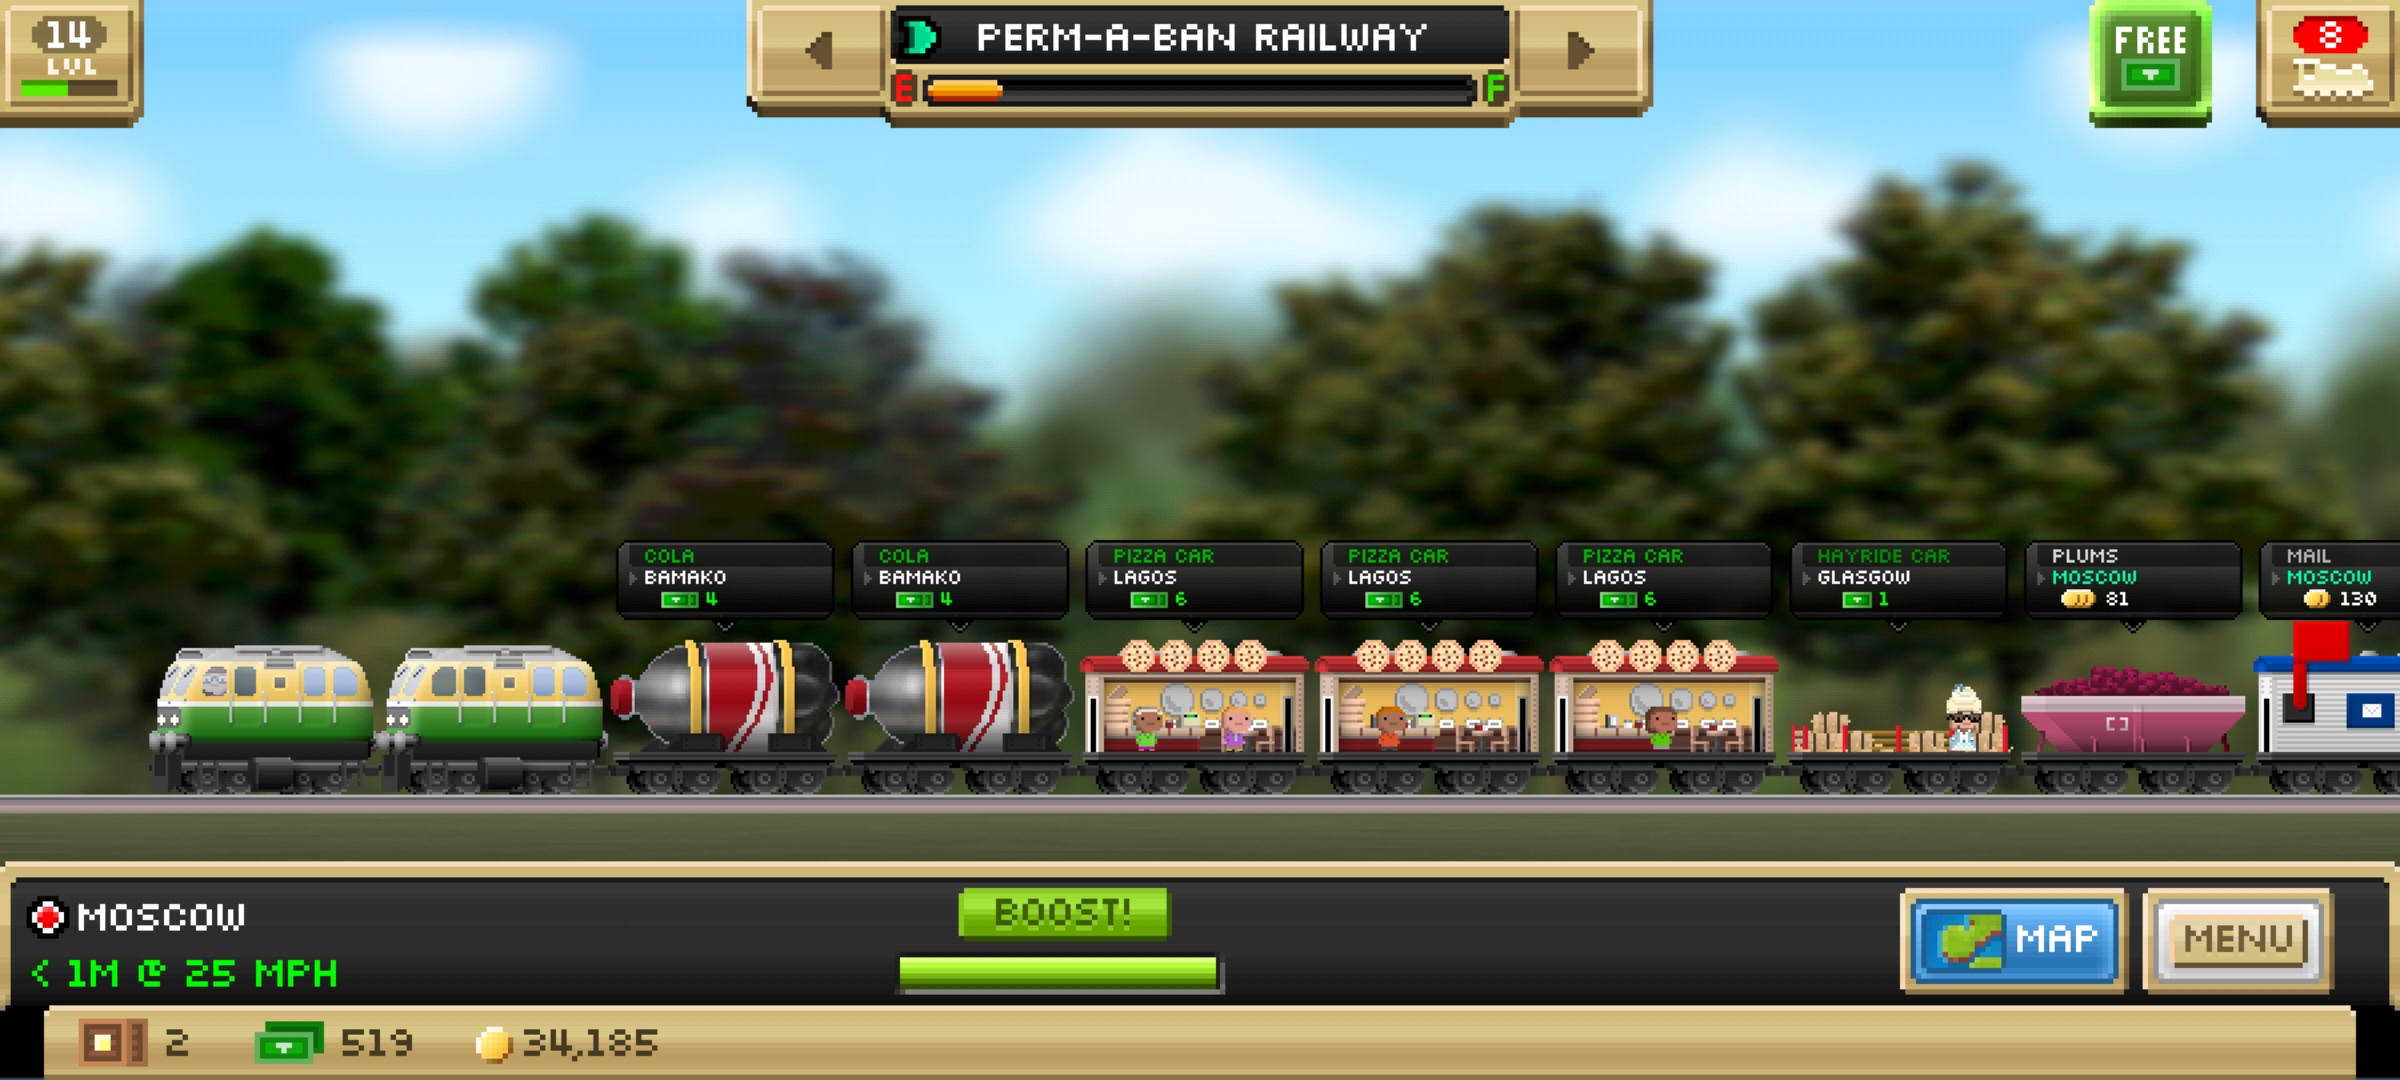 14
LVL
PERM-A-BAN RAILWAY
E F
FREE
8
COLA
BAMAKO
4
COLA
BAMAKO
4
PIZZA CAR
LAGOS
6
PIZZA CAR
LAGOS
6
PIZZA CAR
LAGOS
6
HAYRIDE CAR
GLASGOW
1
PLUMS
MOSCOW
81
MAIL
MOSCOW
130
MOSCOW
< 1M @ 25 MPH
BOOST!
MAP
MENU
2
519
34,185